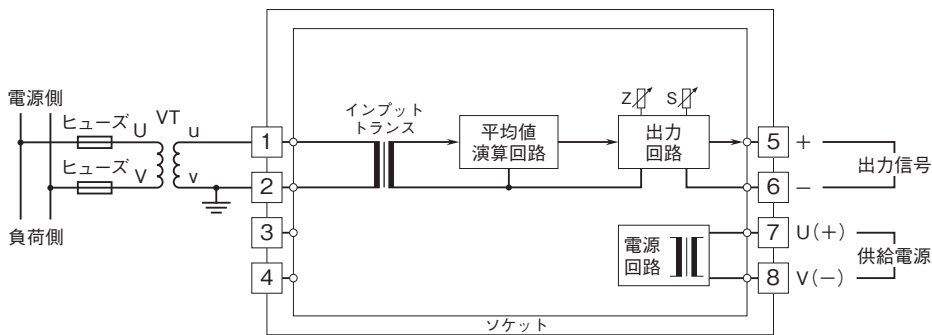 電源側
ヒューズ
U
VT
u
ヒューズ
V
v
負荷側
1
2
3
4
インプット
トランス
平均値
演算回路
Z
S
出力
回路
電源
回路
5
+
6
−
出力信号
7
U(+)
8
V(−)
供給電源
ソケット